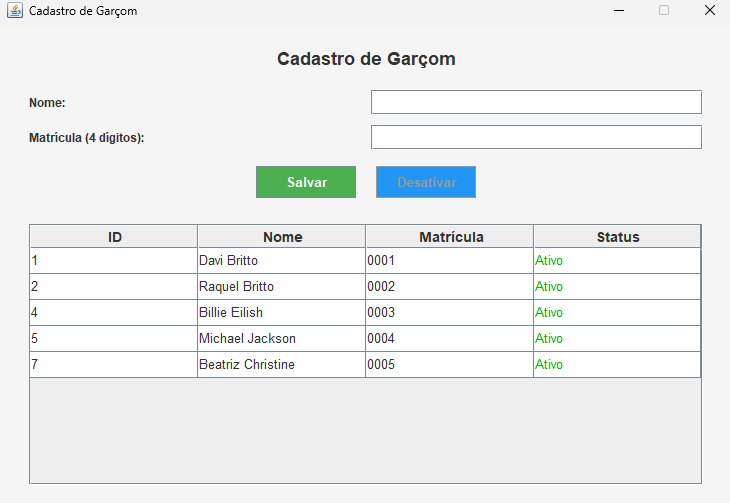 Cadastro de Garçom
Cadastro de Garçom
Nome:
Matrícula (4 dígitos):
Salvar Desativar
ID Nome Matrícula Status
1 Davi Britto 0001 Ativo
2 Raquel Britto 0002 Ativo
4 Billie Eilish 0003 Ativo
5 Michael Jackson 0004 Ativo
7 Beatriz Christine 0005 Ativo